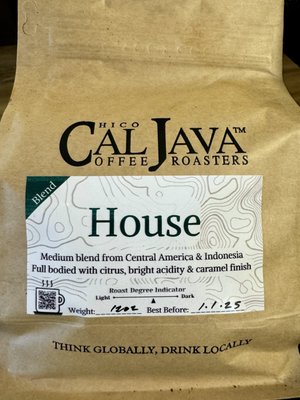 CHICO
CAL JAVA™
COFFEE ROASTERS
Blend
House
Medium blend from Central America & Indonesia
Full bodied with citrus, bright acidity & caramel finish
Roast Degree Indicator
Light Dark
Weight: 12oz Best Before: 1.1.25
THINK GLOBALLY, DRINK LOCALLY